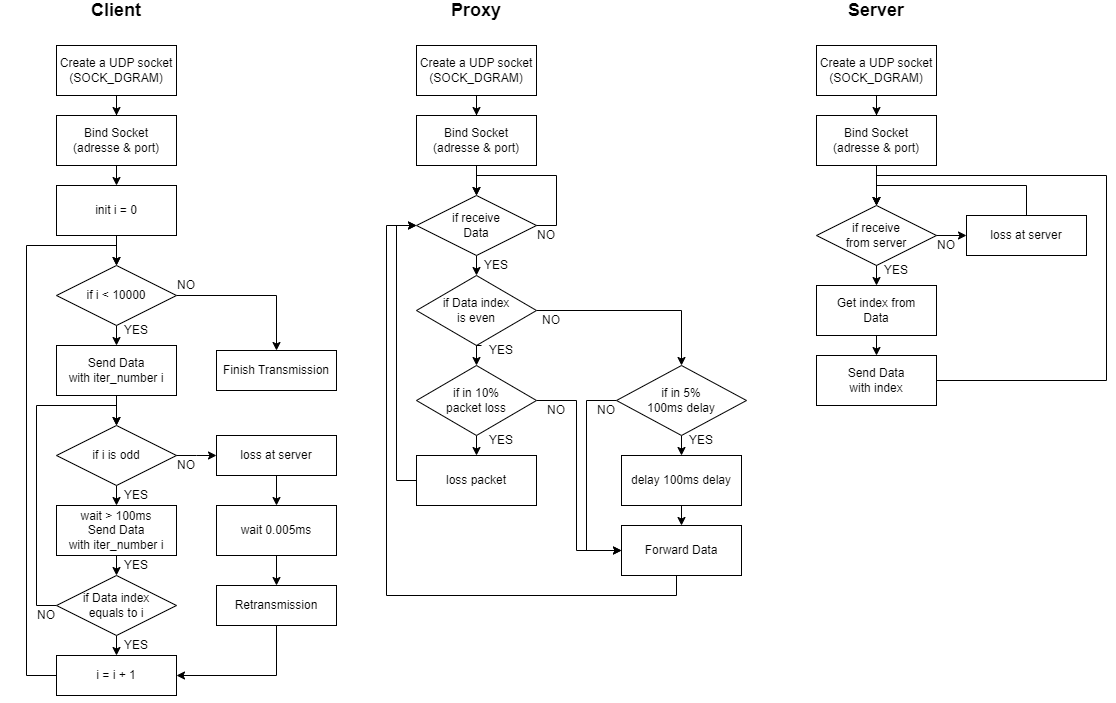 Client
Create a UDP socket
(SOCK_DGRAM)
Bind Socket
(adresse & port)
init i = 0
if i < 10000
NO
YES
Send Data
with iter_number i
Finish Transmission
if i is odd
NO
YES
loss at server
wait > 100ms
Send Data
with iter_number i
wait 0.005ms
YES
if Data index
equals to i
NO
YES
Retransmission
i = i + 1
Proxy
Create a UDP socket
(SOCK_DGRAM)
Bind Socket
(adresse & port)
if receive
Data
NO
YES
if Data index
is even
NO
YES
if in 10%
packet loss
NO
YES
loss packet
if in 5%
100ms delay
NO
YES
delay 100ms delay
Forward Data
Server
Create a UDP socket
(SOCK_DGRAM)
Bind Socket
(adresse & port)
if receive
from server
NO
YES
loss at server
Get index from
Data
Send Data
with index